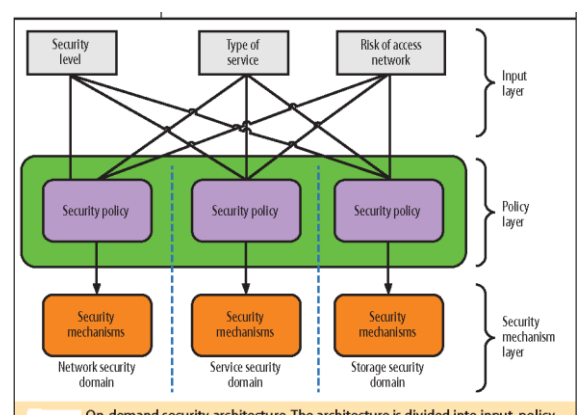 Security
level
Type of
service
Risk of access
network
Input
layer
Security policy
Security policy
Security policy
Policy
layer
Security
mechanisms
Security
mechanisms
Security
mechanisms
Security mechanism
layer
Network security
domain
Service security
domain
Storage security
domain
On-demand security architecture. The architecture is divided into input, policy